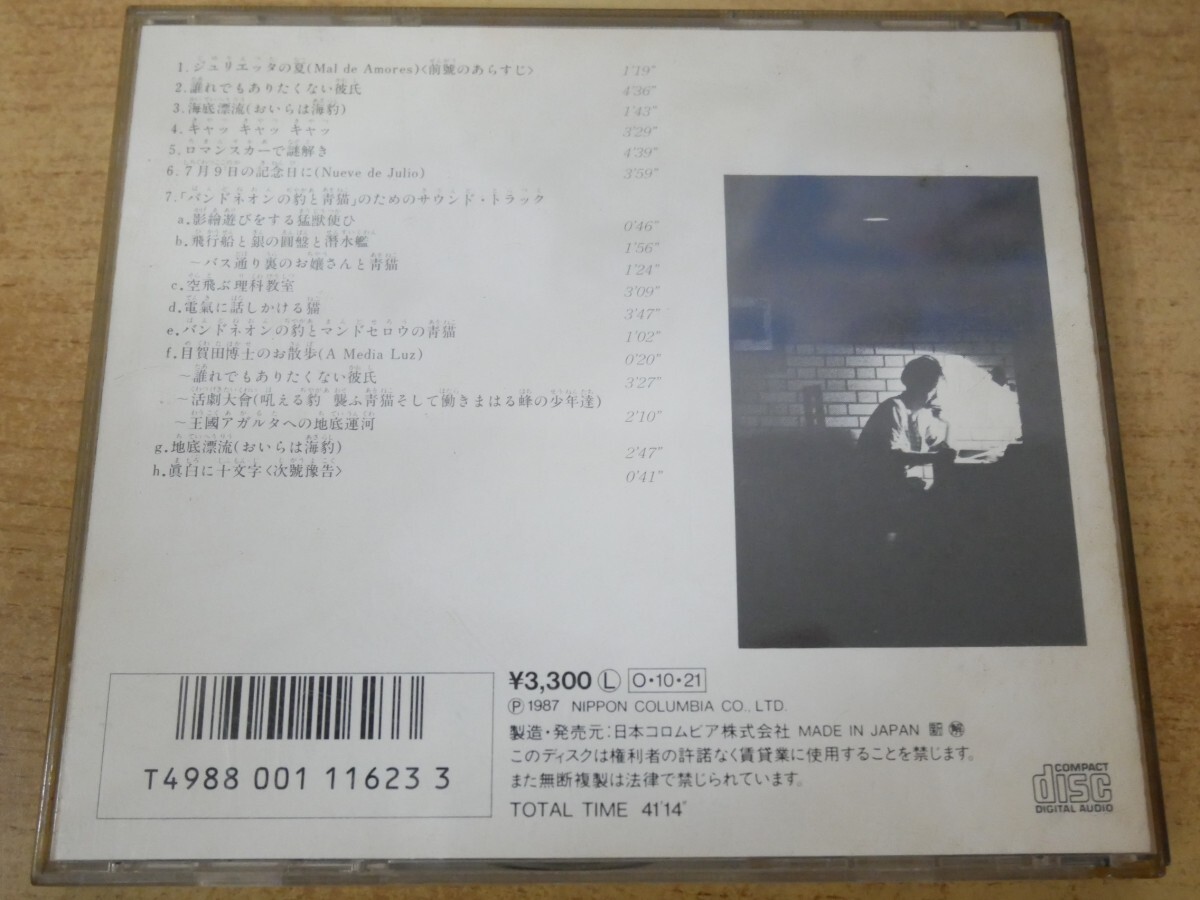 1.ジュリエッタの夏(Mal de Amores)〈前號のあらすじ〉 1'19"
2.誰れでもありたくない彼氏 4'36"
3.海底漂流(おいらは海豹) 1'43"
4.キャッ キャッ キャッ 3'29"
5.ロマンスカーで謎解き 4'39"
6.7月9日の記念日に(Nueve de Julio) 3'59"
7.「バンドネオンの豹と青猫」のためのサウンド・トラック
a.影繪遊びをする猛獣使ひ 0'46"
b.飛行船と銀の圓盤と潜水艦 1'56"
〜バス通り裏のお嬢さんと青猫 1'24"
c.空飛ぶ理科教室 3'09"
d.電氣に話しかける猫 3'47"
e.バンドネオンの豹とマンドセロウの青猫 1'02"
f.目賀田博士のお散歩(A Media Luz) 0'20"
〜誰れでもありたくない彼氏 3'27"
〜活劇大會(吼える豹 襲ふ青猫そして働きまはる蜂の少年達)
〜王國アガルタへの地底運河 2'10"
g.地底漂流(おいらは海豹) 2'47"
h.眞白に十文字〈次號豫告〉 0'41"
T4988 001 11623 3
¥3,300 Ⓛ O・10・21
Ⓟ 1987 NIPPON COLUMBIA CO., LTD.
製造・発売元:日本コロムビア株式会社 MADE IN JAPAN
このディスクは権利者の許諾なく賃貸業に使用することを禁じます。
また無断複製は法律で禁じられています。
TOTAL TIME 41'14"
COMPACT
disc
DIGITAL AUDIO